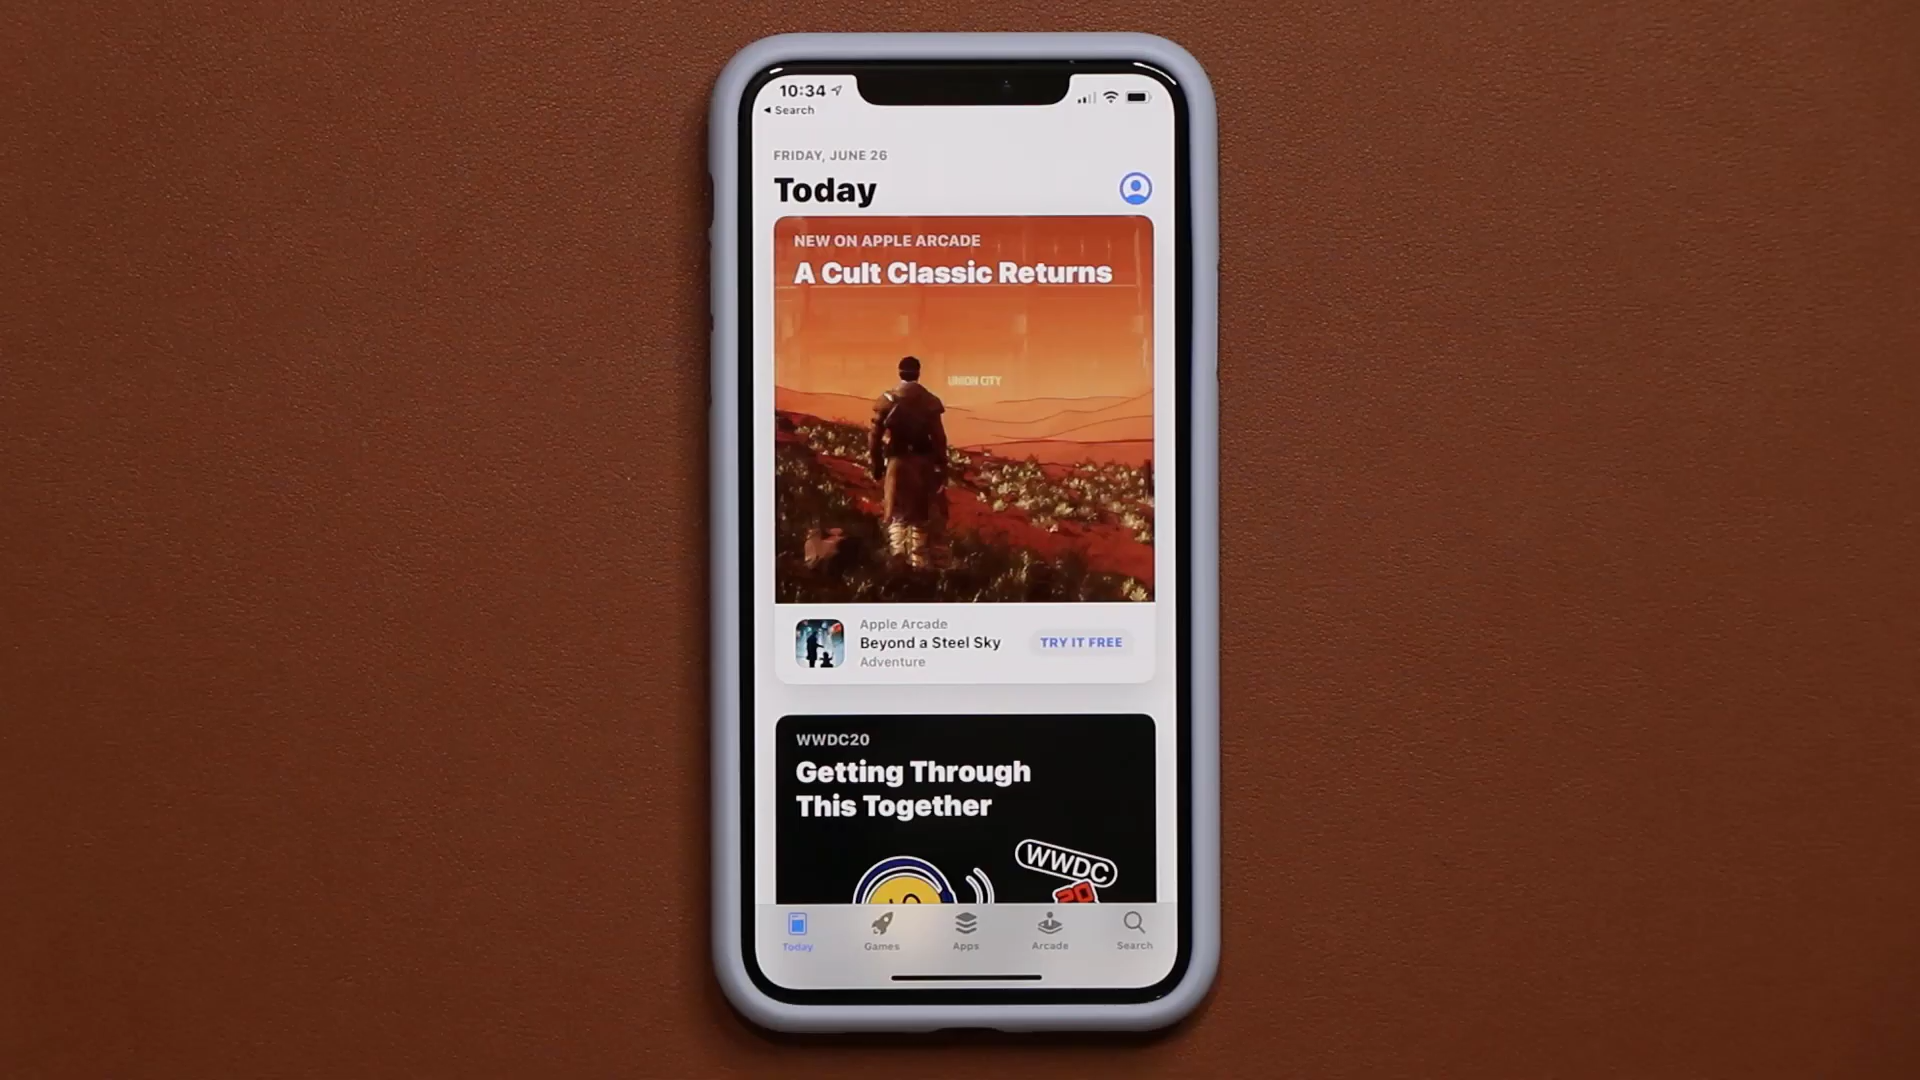 10:34
Search
FRIDAY, JUNE 26
Today
NEW ON APPLE ARCADE
A Cult Classic Returns
UNION CITY
Apple Arcade
Beyond a Steel Sky
Adventure
TRY IT FREE
WWDC20
Getting Through
This Together
WWDC
20
Today
Games
Apps
Arcade
Search